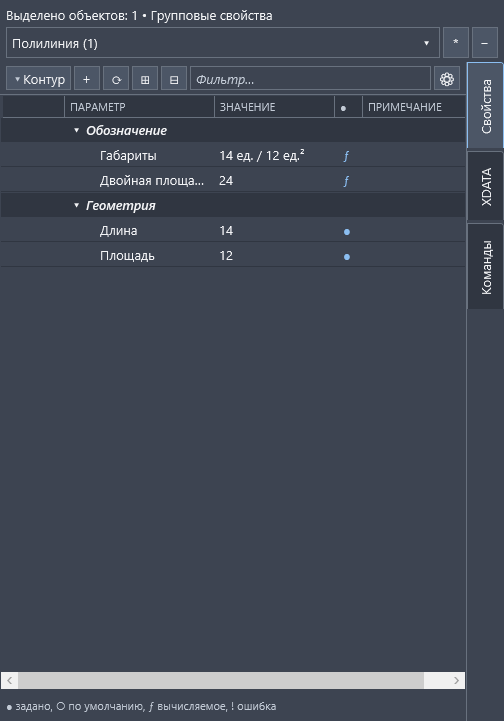 Выделено объектов: 1 • Групповые свойства
Полилиния (1) ▾ * −
▾ Контур + ⟳ ⊞ ⊟ Фильтр...
ПАРАМЕТР ЗНАЧЕНИЕ ● ПРИМЕЧАНИЕ
▾ Обозначение
Габариты 14 ед. / 12 ед.² ƒ
Двойная площа... 24 ƒ
▾ Геометрия
Длина 14 ●
Площадь 12 ●
Свойства
XDATA
Команды
● задано, ○ по умолчанию, ƒ вычисляемое, ! ошибка